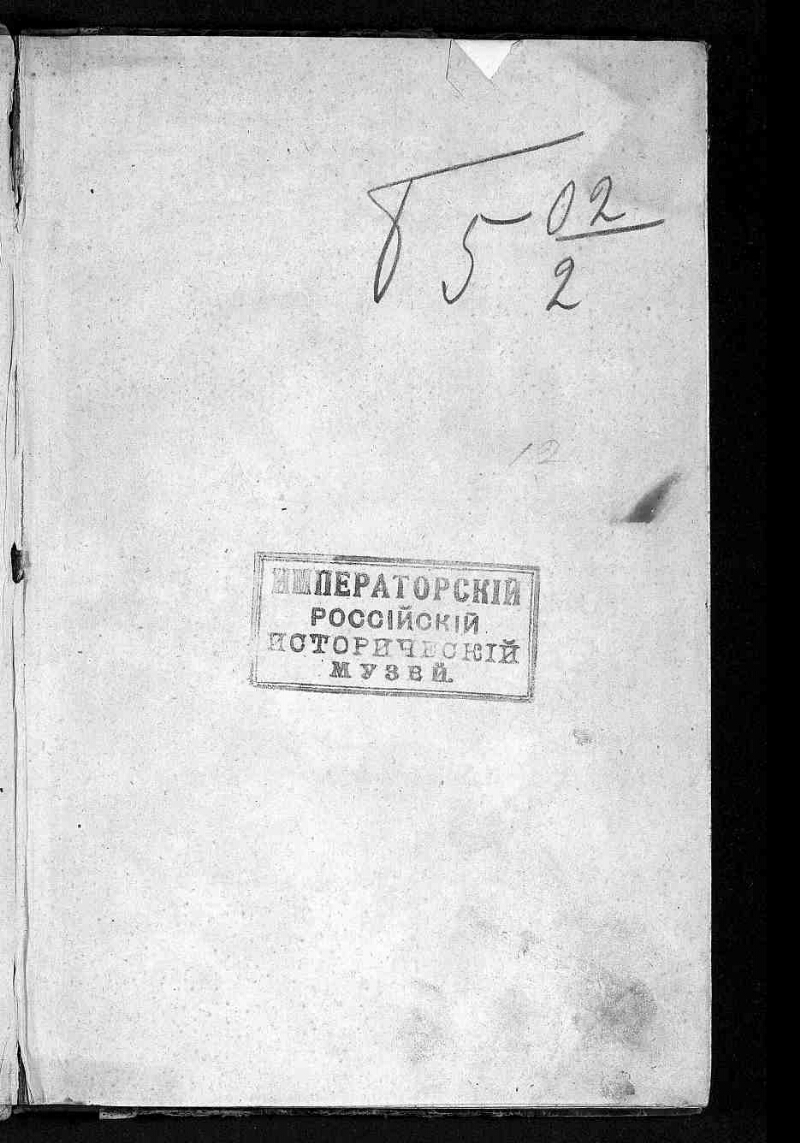 Г 5 02/2
12
ИМПЕРАТОРСКІЙ
РОССІЙСКІЙ
ИСТОРИЧЕСКІЙ
МУЗЕЙ.